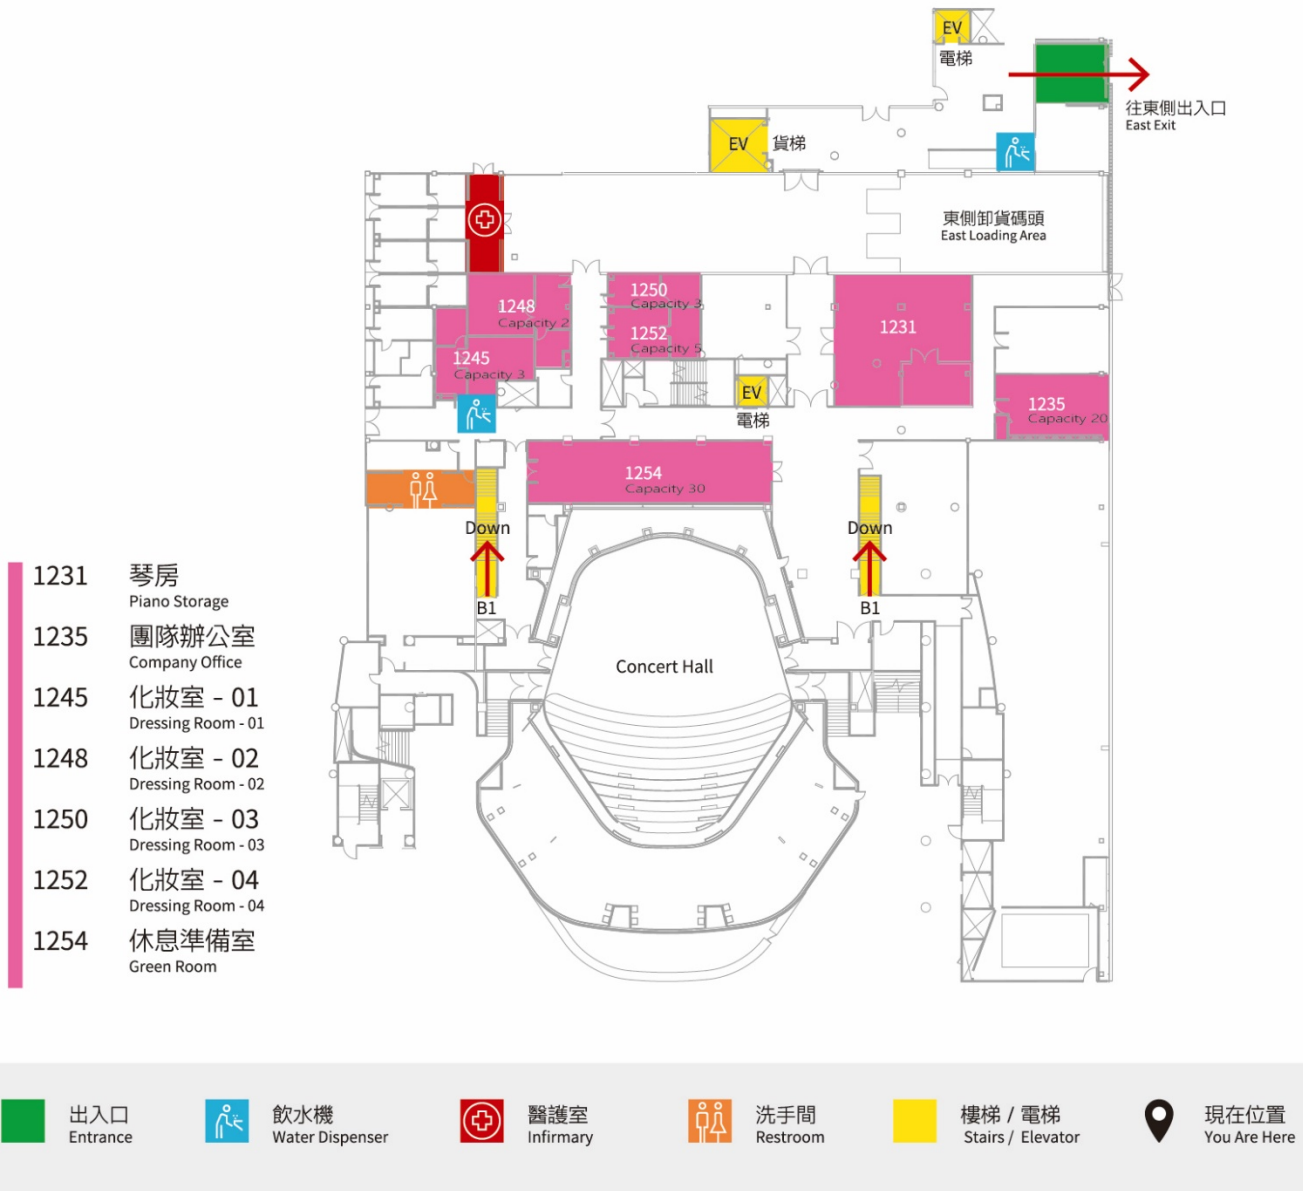 EV
電梯
往東側出入口
East Exit
EV 貨梯
東側卸貨碼頭
East Loading Area
1248
Capacity 2
1250
Capacity 3
1252
Capacity 5
1231
1245
Capacity 3
EV
電梯
1235
Capacity 20
1254
Capacity 30
Down
B1
Down
B1
Concert Hall
1231 琴房
Piano Storage
1235 團隊辦公室
Company Office
1245 化妝室 - 01
Dressing Room - 01
1248 化妝室 - 02
Dressing Room - 02
1250 化妝室 - 03
Dressing Room - 03
1252 化妝室 - 04
Dressing Room - 04
1254 休息準備室
Green Room
出入口
Entrance
飲水機
Water Dispenser
醫護室
Infirmary
洗手間
Restroom
樓梯 / 電梯
Stairs / Elevator
現在位置
You Are Here